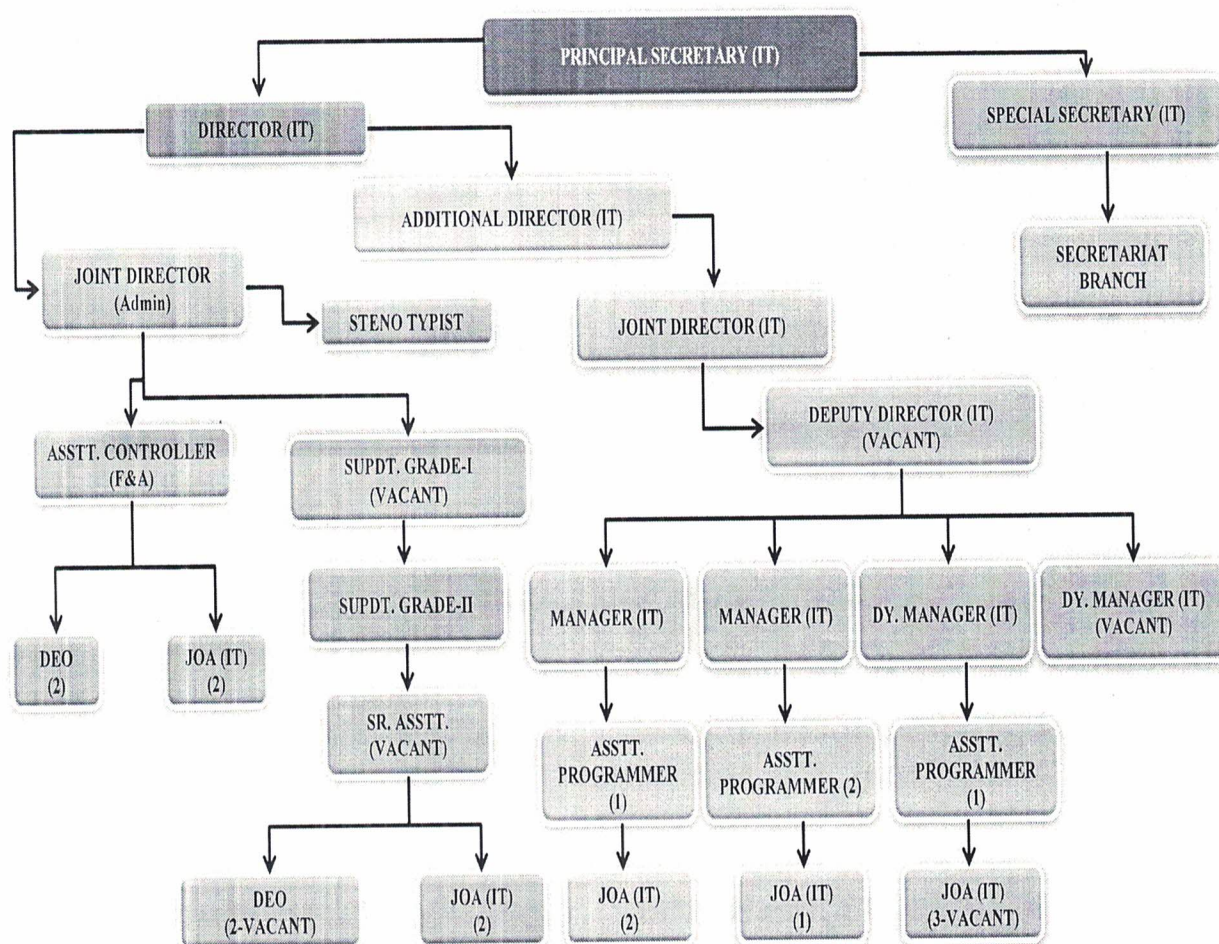 PRINCIPAL SECRETARY (IT)
DIRECTOR (IT)
SPECIAL SECRETARY (IT)
ADDITIONAL DIRECTOR (IT)
SECRETARIAT
BRANCH
JOINT DIRECTOR
(Admin)
STENO TYPIST
JOINT DIRECTOR (IT)
DEPUTY DIRECTOR (IT)
(VACANT)
ASSTT. CONTROLLER
(F&A)
SUPDT. GRADE-I
(VACANT)
DEO
(2)
JOA (IT)
(2)
SUPDT. GRADE-II
MANAGER (IT)
MANAGER (IT)
DY. MANAGER (IT)
DY. MANAGER (IT)
(VACANT)
SR. ASSTT.
(VACANT)
ASSTT.
PROGRAMMER
(1)
ASSTT.
PROGRAMMER (2)
ASSTT.
PROGRAMMER
(1)
DEO
(2-VACANT)
JOA (IT)
(2)
JOA (IT)
(2)
JOA (IT)
(1)
JOA (IT)
(3-VACANT)